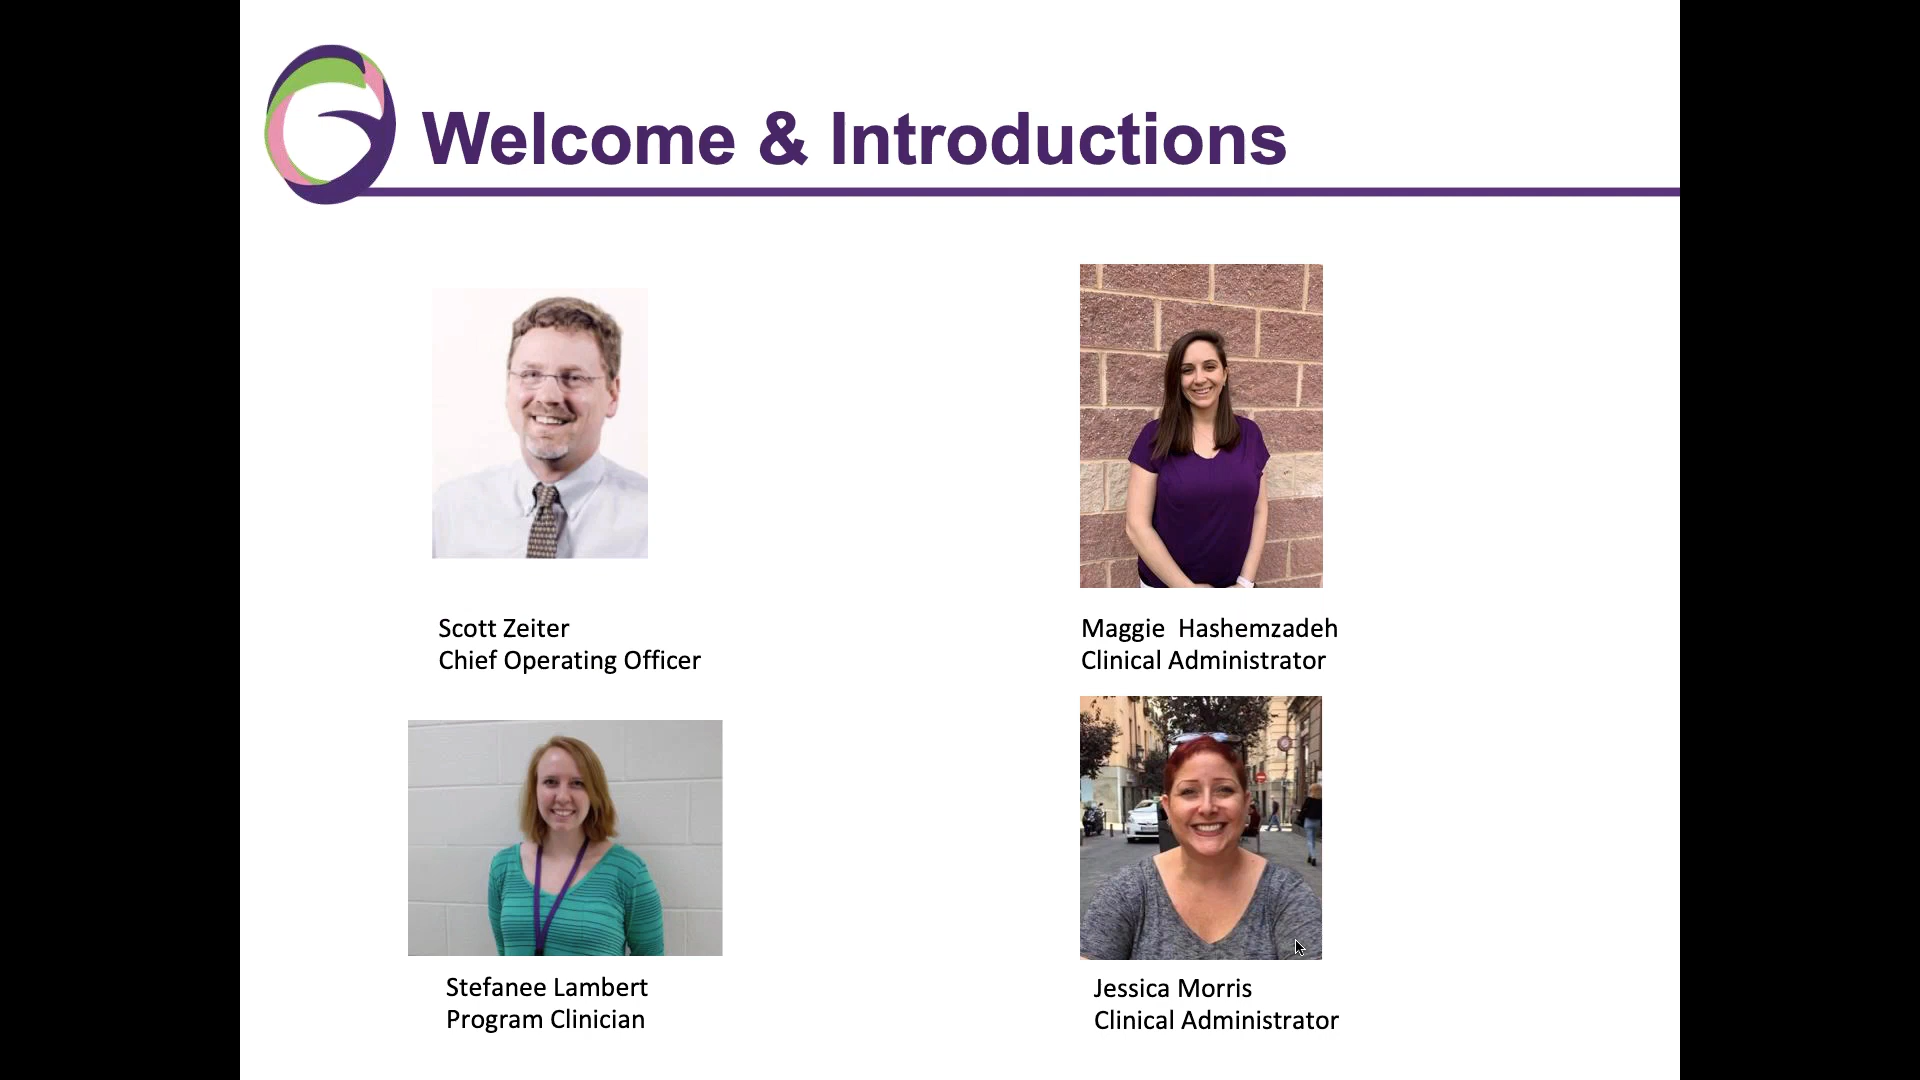 Welcome & Introductions
Scott Zeiter
Chief Operating Officer
Maggie  Hashemzadeh
Clinical Administrator
Stefanee Lambert
Program Clinician
Jessica Morris
Clinical Administrator